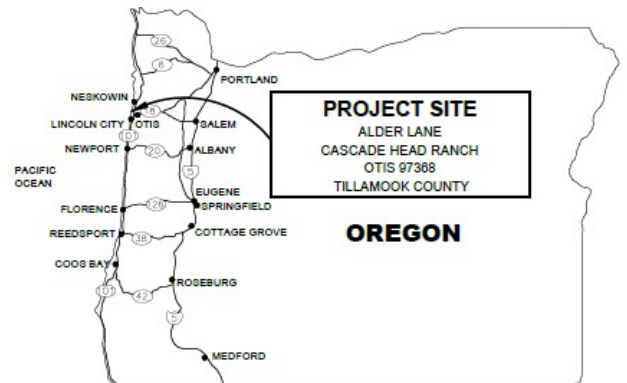 26
6
PORTLAND
NESKOWIN
18
LINCOLN CITY OTIS
SALEM
101
NEWPORT
20
ALBANY
5
PACIFIC
OCEAN
EUGENE
SPRINGFIELD
FLORENCE
126
REEDSPORT
38
COTTAGE GROVE
COOS BAY
ROSEBURG
101
42
5
MEDFORD
PROJECT SITE
ALDER LANE
CASCADE HEAD RANCH
OTIS 97368
TILLAMOOK COUNTY
OREGON